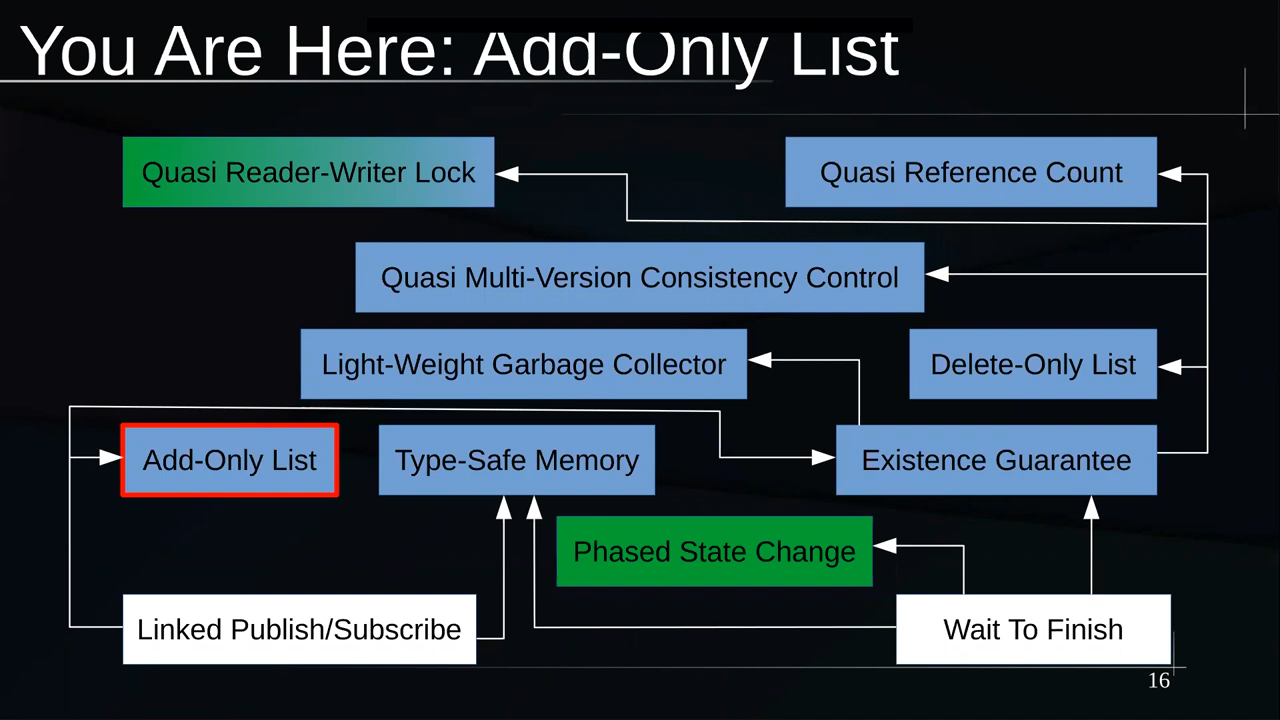 You Are Here: Add-Only List
Quasi Reader-Writer Lock
Quasi Reference Count
Quasi Multi-Version Consistency Control
Light-Weight Garbage Collector
Delete-Only List
Add-Only List
Type-Safe Memory
Existence Guarantee
Phased State Change
Linked Publish/Subscribe
Wait To Finish
16